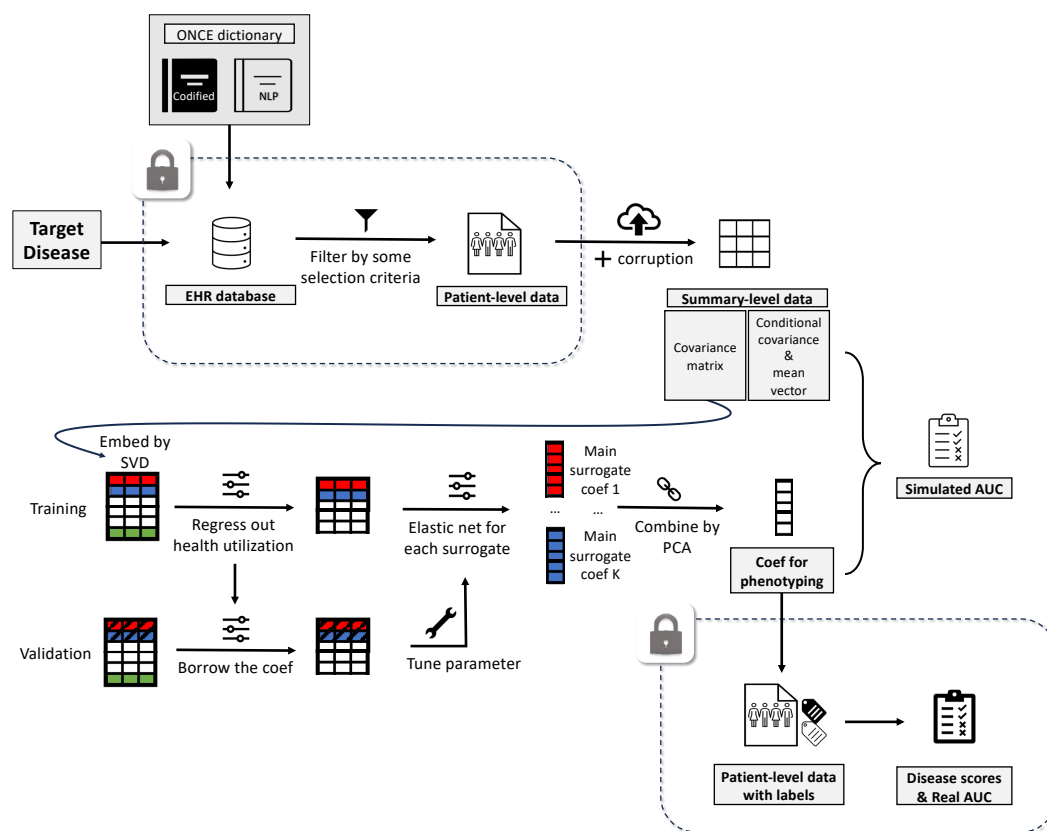 ONCE dictionary
Codified
NLP
Target
Disease
EHR database
Filter by some
selection criteria
Patient-level data
+ corruption
Summary-level data
Covariance
matrix
Conditional
covariance
&
mean
vector
Simulated AUC
Embed by
SVD
Training
Regress out
health utilization
Elastic net for
each surrogate
Main
surrogate
coef 1
... ...
Main
surrogate
coef K
Combine by
PCA
Coef for
phenotyping
Validation
Borrow the coef
Tune parameter
Patient-level data
with labels
Disease scores
& Real AUC